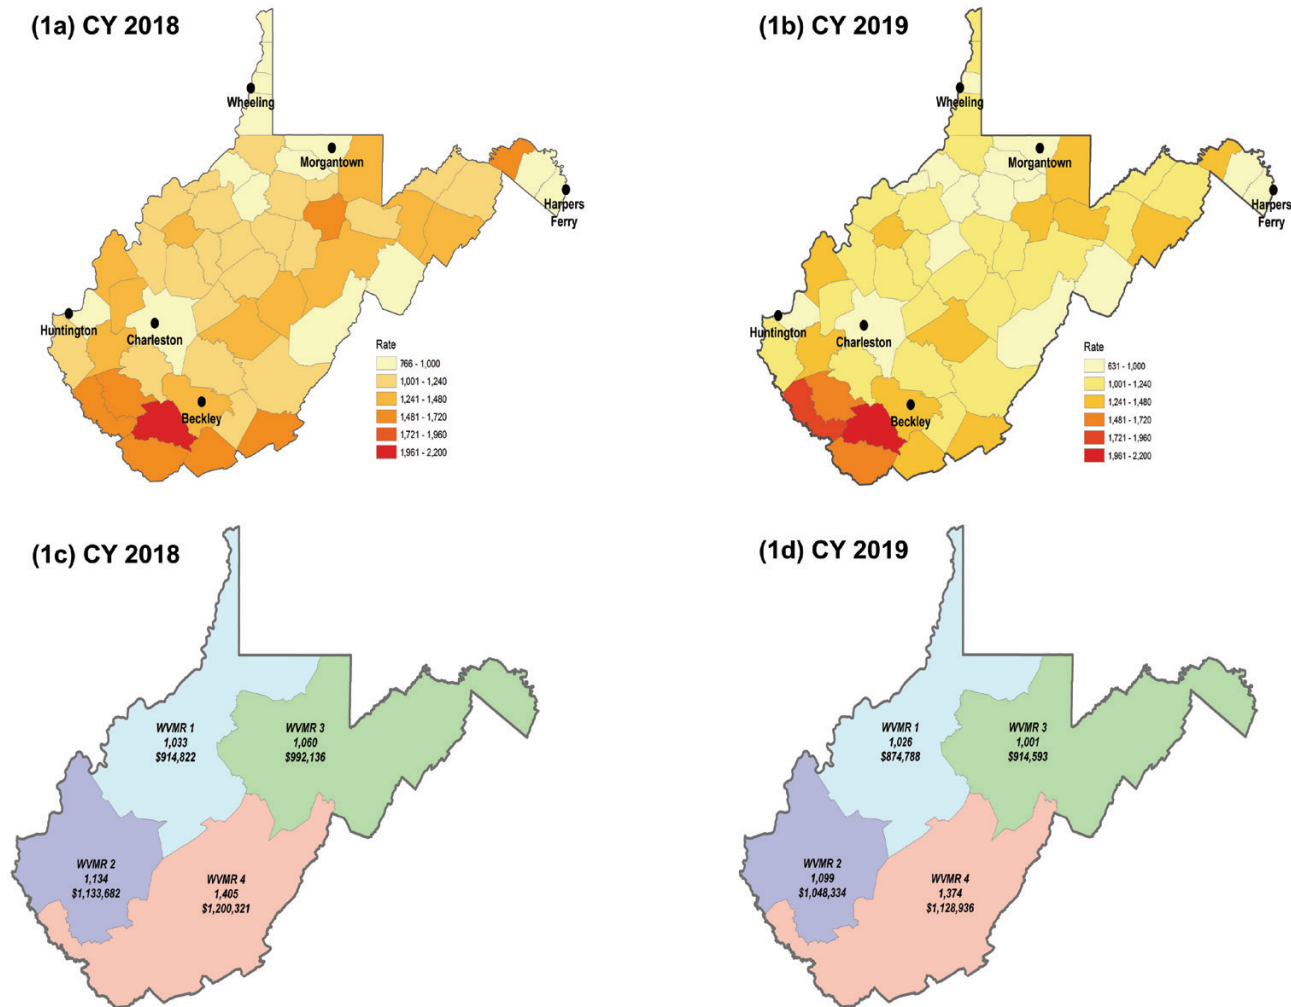 (1a) CY 2018
Wheeling
Morgantown
Harpers
Ferry
Huntington
Charleston
Beckley
Rate
766 - 1,000
1,001 - 1,240
1,241 - 1,480
1,481 - 1,720
1,721 - 1,960
1,961 - 2,200
(1b) CY 2019
Wheeling
Morgantown
Harpers
Ferry
Huntington
Charleston
Beckley
Rate
631 - 1,000
1,001 - 1,240
1,241 - 1,480
1,481 - 1,720
1,721 - 1,960
1,961 - 2,200
(1c) CY 2018
WVMR 1
1,033
$914,822
WVMR 3
1,060
$992,136
WVMR 2
1,134
$1,133,682
WVMR 4
1,405
$1,200,321
(1d) CY 2019
WVMR 1
1,026
$874,788
WVMR 3
1,001
$914,593
WVMR 2
1,099
$1,048,334
WVMR 4
1,374
$1,128,936